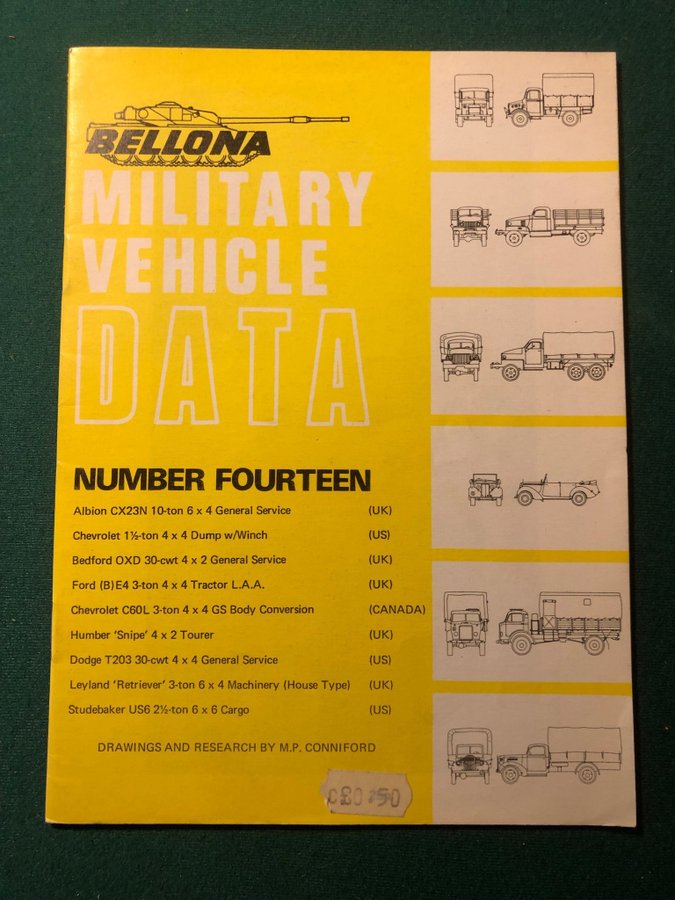 BELLONA
MILITARY
VEHICLE
DATA
NUMBER FOURTEEN
Albion CX23N 10-ton 6 x 4 General Service (UK)
Chevrolet 1½-ton 4 x 4 Dump w/Winch (US)
Bedford OXD 30-cwt 4 x 2 General Service (UK)
Ford (B)E4 3-ton 4 x 4 Tractor L.A.A. (UK)
Chevrolet C60L 3-ton 4 x 4 GS Body Conversion (CANADA)
Humber 'Snipe' 4 x 2 Tourer (UK)
Dodge T203 30-cwt 4 x 4 General Service (US)
Leyland 'Retriever' 3-ton 6 x 4 Machinery (House Type) (UK)
Studebaker US6 2½-ton 6 x 6 Cargo (US)
DRAWINGS AND RESEARCH BY M.P. CONNIFORD